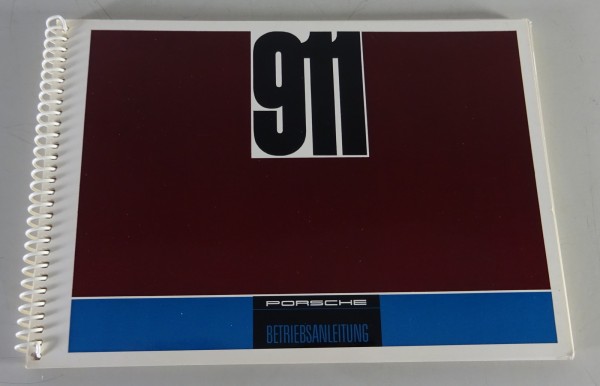 911
PORSCHE
BETRIEBSANLEITUNG